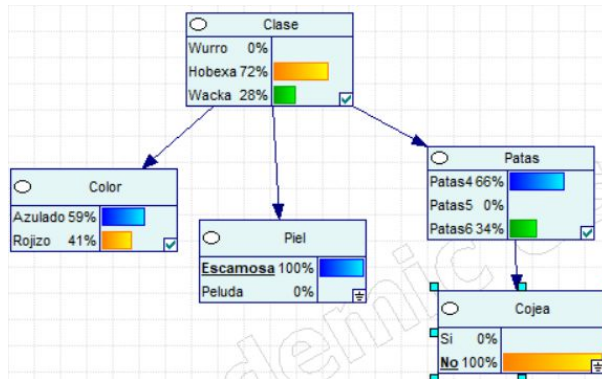 Clase
Wurro 0%
Hobexa 72%
Wacka 28%
Color
Azulado 59%
Rojizo 41%
Piel
Escamosa 100%
Peluda 0%
Patas
Patas4 66%
Patas5 0%
Patas6 34%
Cojea
Si 0%
No 100%